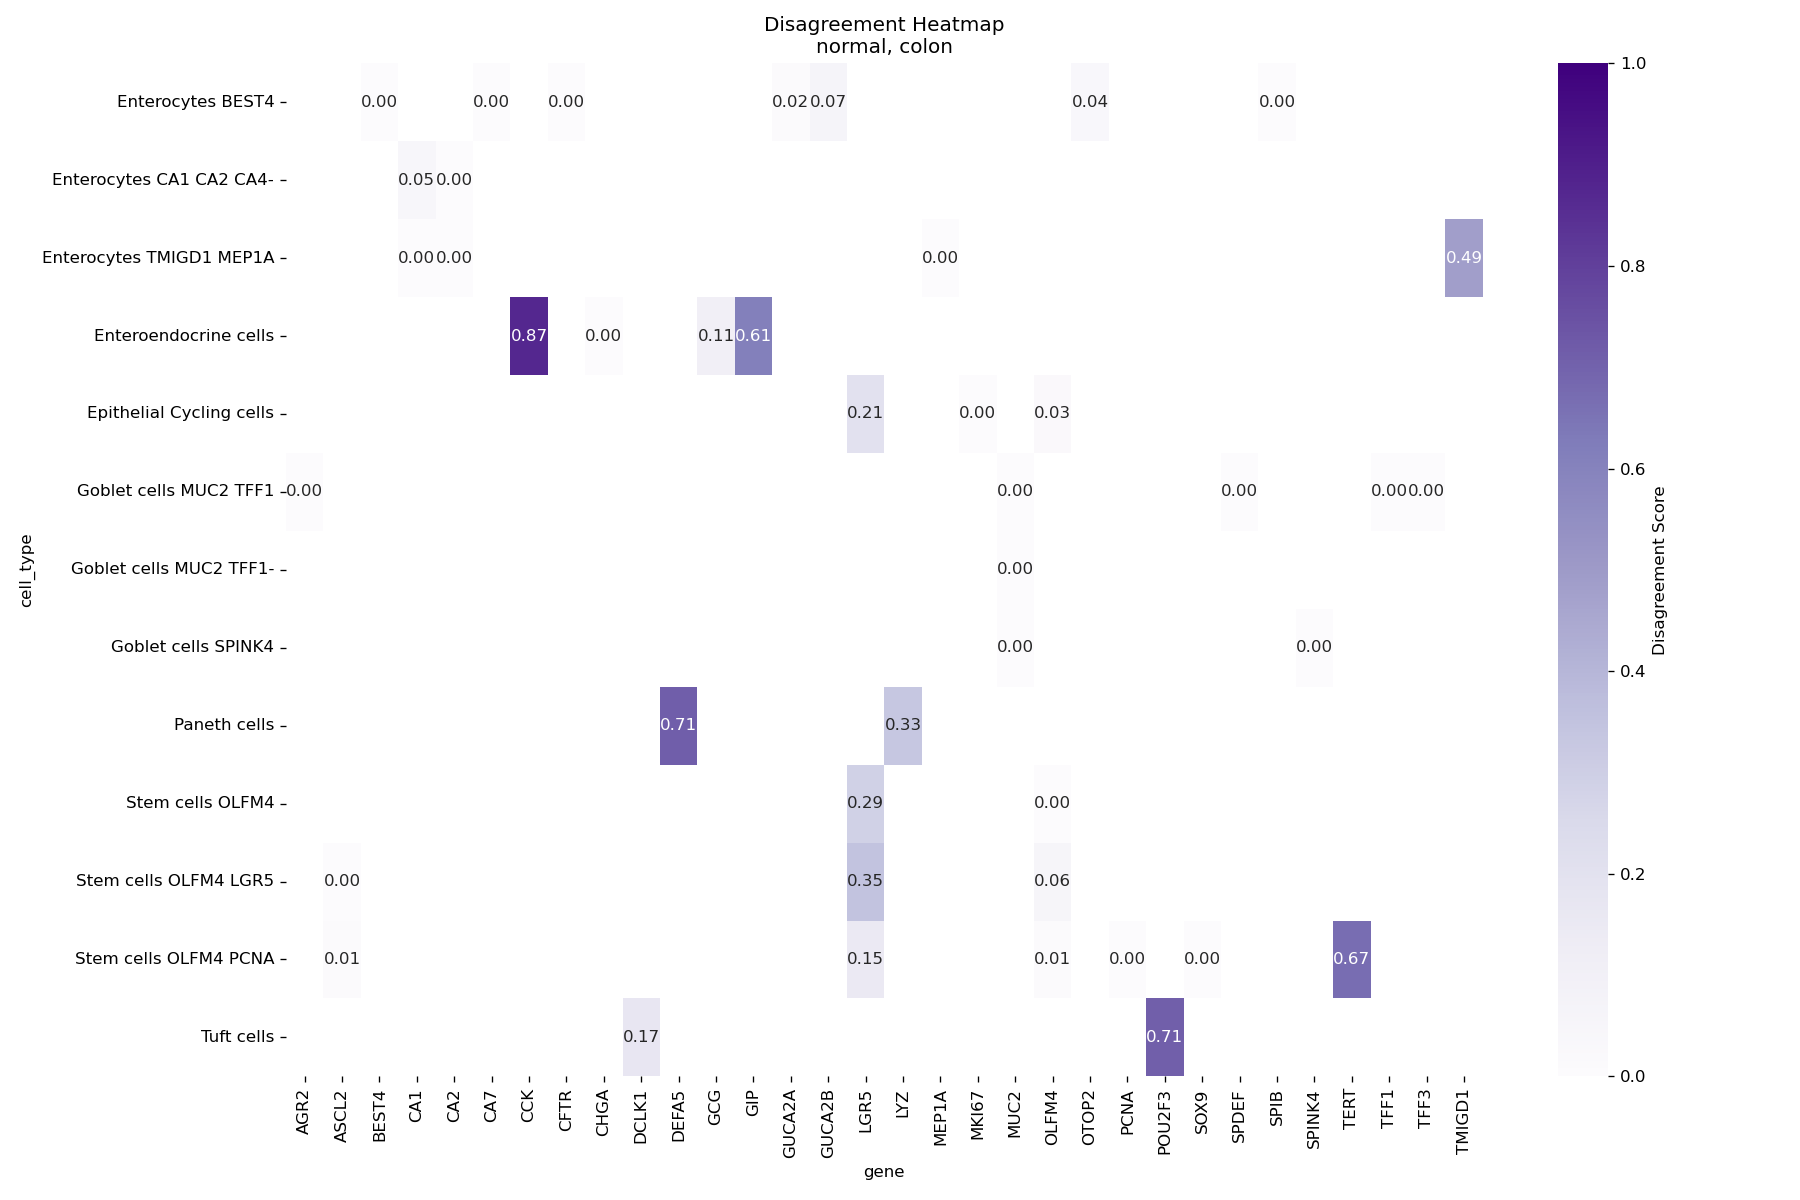 Disagreement Heatmap
normal, colon
cell_type
Enterocytes BEST4 0.00 0.00 0.00 0.02 0.07 0.04 0.00
Enterocytes CA1 CA2 CA4- 0.05 0.00
Enterocytes TMIGD1 MEP1A 0.00 0.00 0.00 0.49
Enteroendocrine cells 0.87 0.00 0.11 0.61
Epithelial Cycling cells 0.21 0.00 0.03
Goblet cells MUC2 TFF1 0.00 0.00 0.00 0.00 0.00
Goblet cells MUC2 TFF1- 0.00
Goblet cells SPINK4 0.00 0.00
Paneth cells 0.71 0.33
Stem cells OLFM4 0.29 0.00
Stem cells OLFM4 LGR5 0.00 0.35 0.06
Stem cells OLFM4 PCNA 0.01 0.15 0.01 0.00 0.00 0.67
Tuft cells 0.17 0.71
AGR2 ASCL2 BEST4 CA1 CA2 CA7 CCK CFTR CHGA DCLK1 DEFA5 GCG GIP GUCA2A GUCA2B LGR5 LYZ MEP1A MKI67 MUC2 OLFM4 OTOP2 PCNA POU2F3 SOX9 SPDEF SPIB SPINK4 TERT TFF1 TFF3 TMIGD1
gene
1.0
0.8
0.6
0.4
0.2
0.0
Disagreement Score